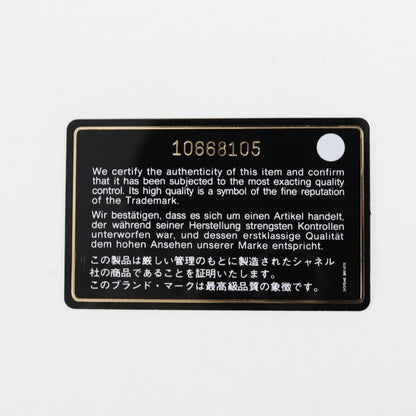 10668105
We certify the authenticity of this item and confirm
that it has been subjected to the most exacting quality
control. Its high quality is a symbol of the fine reputation
of the Trademark.
Wir bestätigen, dass es sich um einen Artikel handelt,
der während seiner Herstellung strengsten Kontrollen
unterworfen war, und dessen erstklassige Qualität
dem hohen Ansehen unserer Marke entspricht.
この製品は厳しい管理のもとに製造されたシャネル
社の商品であることを証明いたします。
このブランド・マークは最高級品質の象徴です。